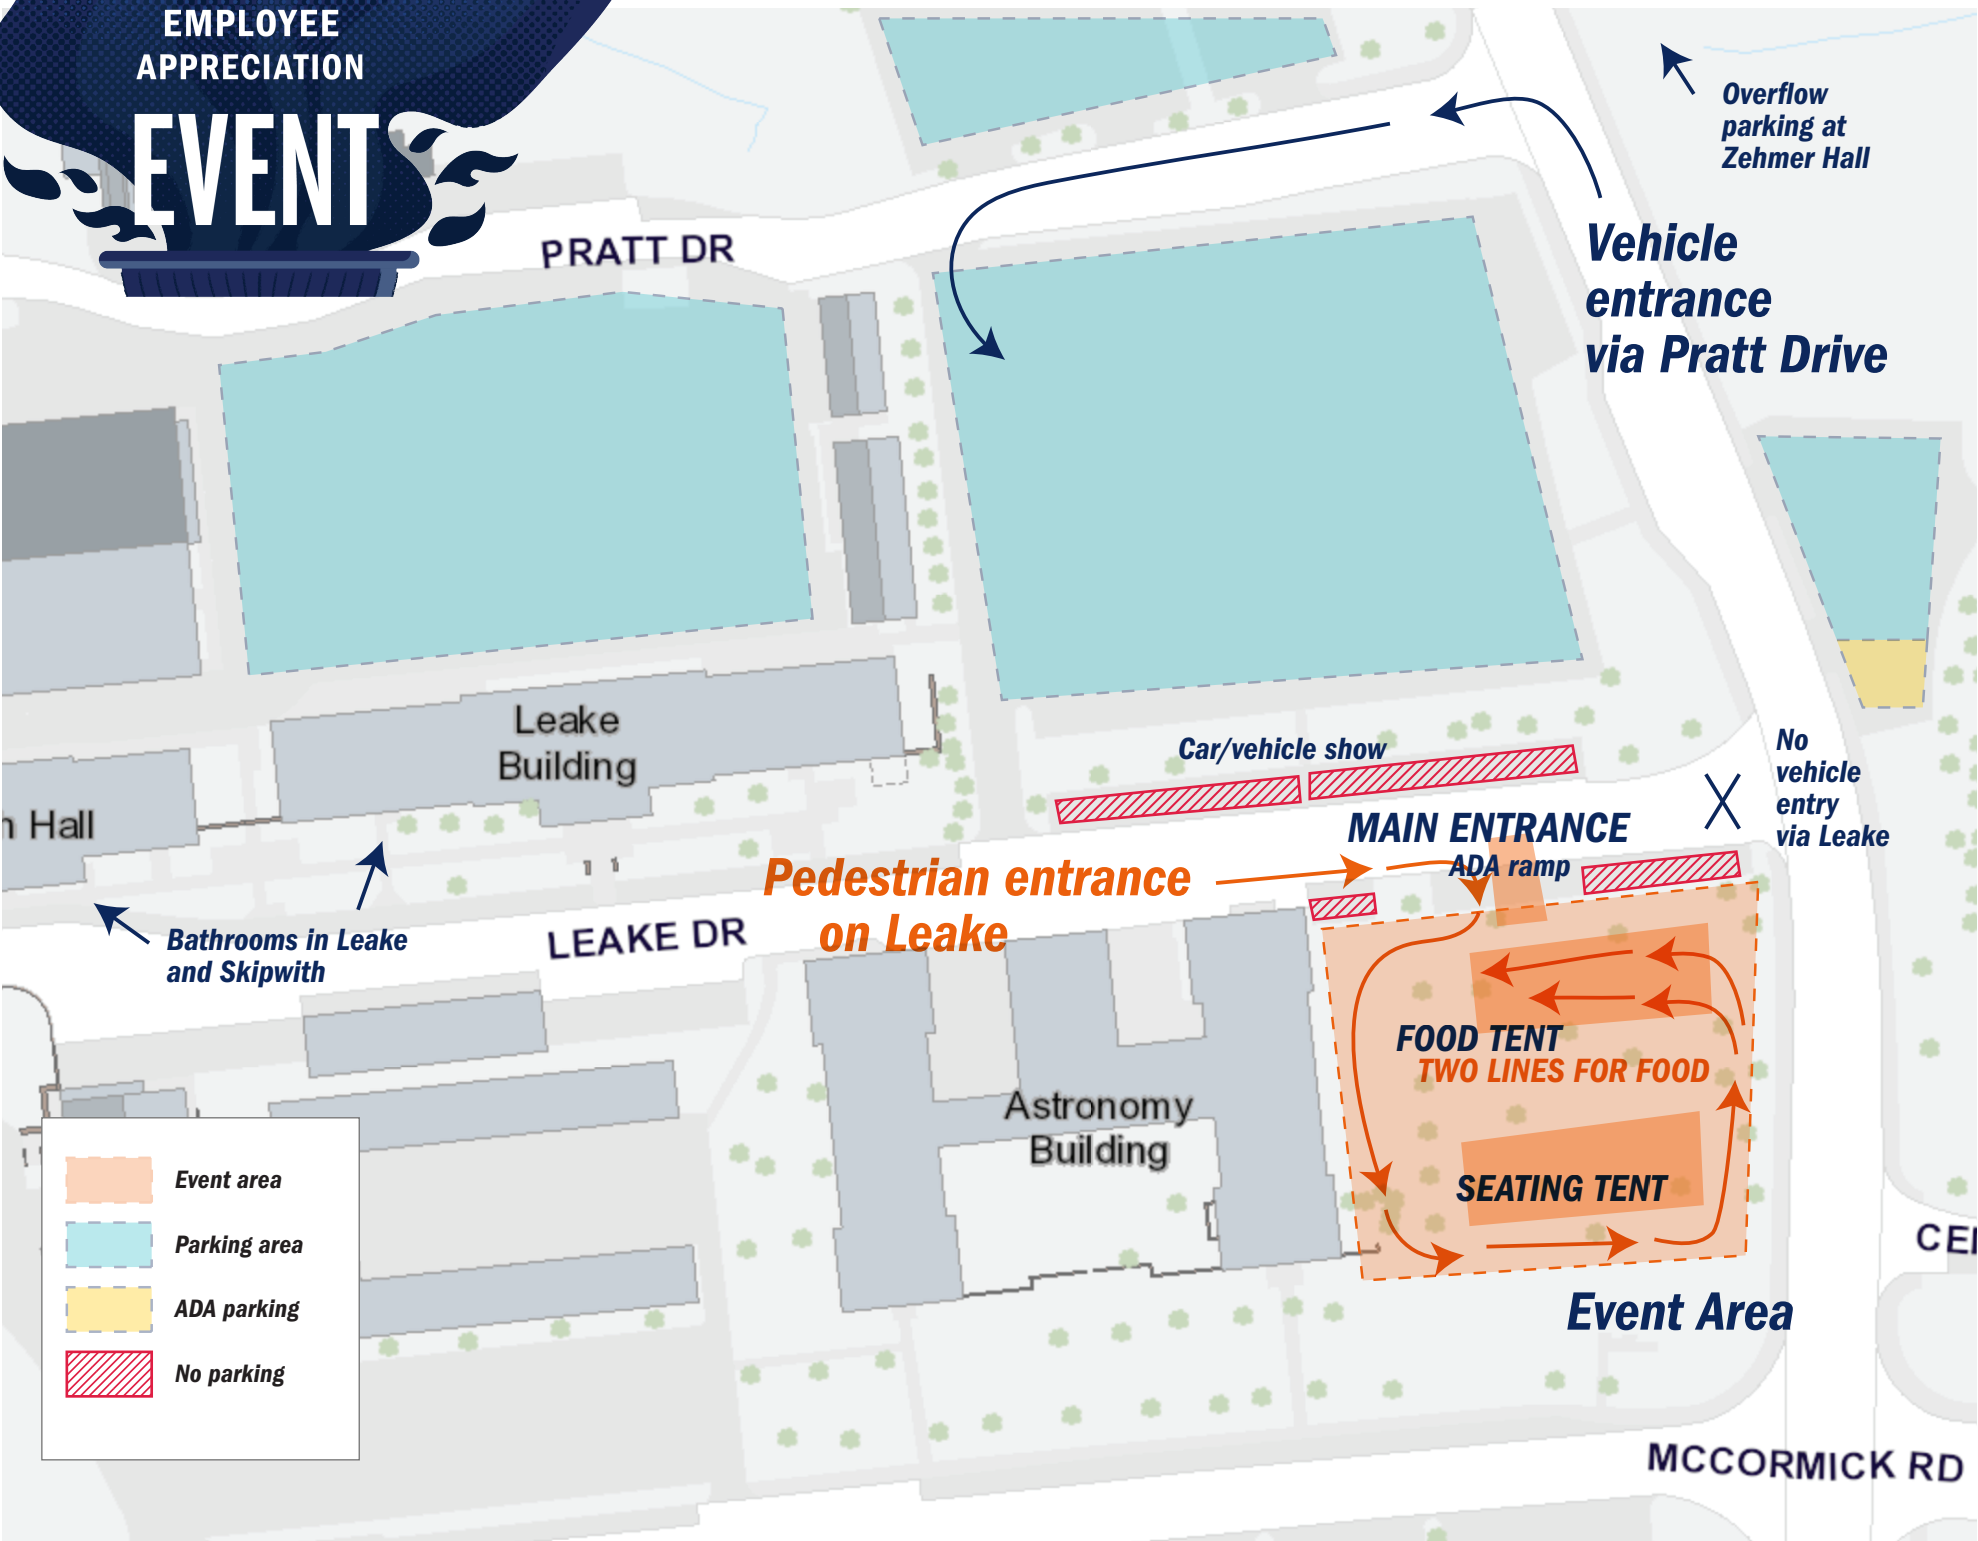 EMPLOYEE
APPRECIATION
EVENT
Overflow
parking at
Zehmer Hall
PRATT DR
Vehicle
entrance
via Pratt Drive
Leake
Building
Car/vehicle show
No
vehicle
entry
via Leake
Hall
MAIN ENTRANCE
ADA ramp
Pedestrian entrance
on Leake
LEAKE DR
Bathrooms in Leake
and Skipwith
FOOD TENT
TWO LINES FOR FOOD
Astronomy
Building
SEATING TENT
Event area
Parking area
ADA parking
No parking
Event Area
MCCORMICK RD